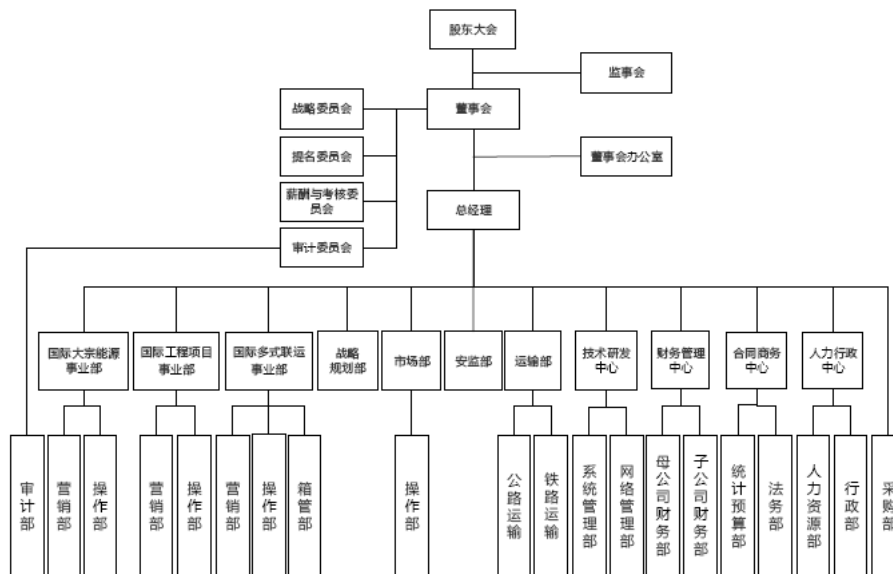 股东大会
监事会
战略委员会
董事会
提名委员会
董事会办公室
薪酬与考核委
员会
总经理
审计委员会
国际大宗能源
事业部
国际工程项目
事业部
国际多式联运
事业部
战略
规划部
市场部
安监部
运输部
技术研发
中心
财务管理
中心
合同商务
中心
人力行政
中心
审计部
营销部
操作部
营销部
操作部
营销部
操作部
箱管部
操作部
公路运输
铁路运输
系统管理部
网络管理部
母公司财务部
子公司财务部
统计预算部
法务部
人力资源部
行政部
采购部